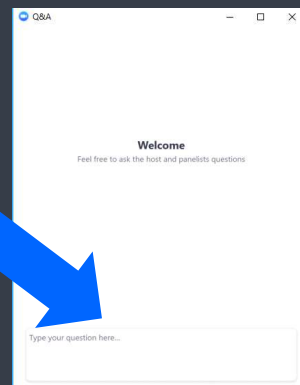 Q&A
Welcome
Feel free to ask the host and panelists questions
Type your question here...